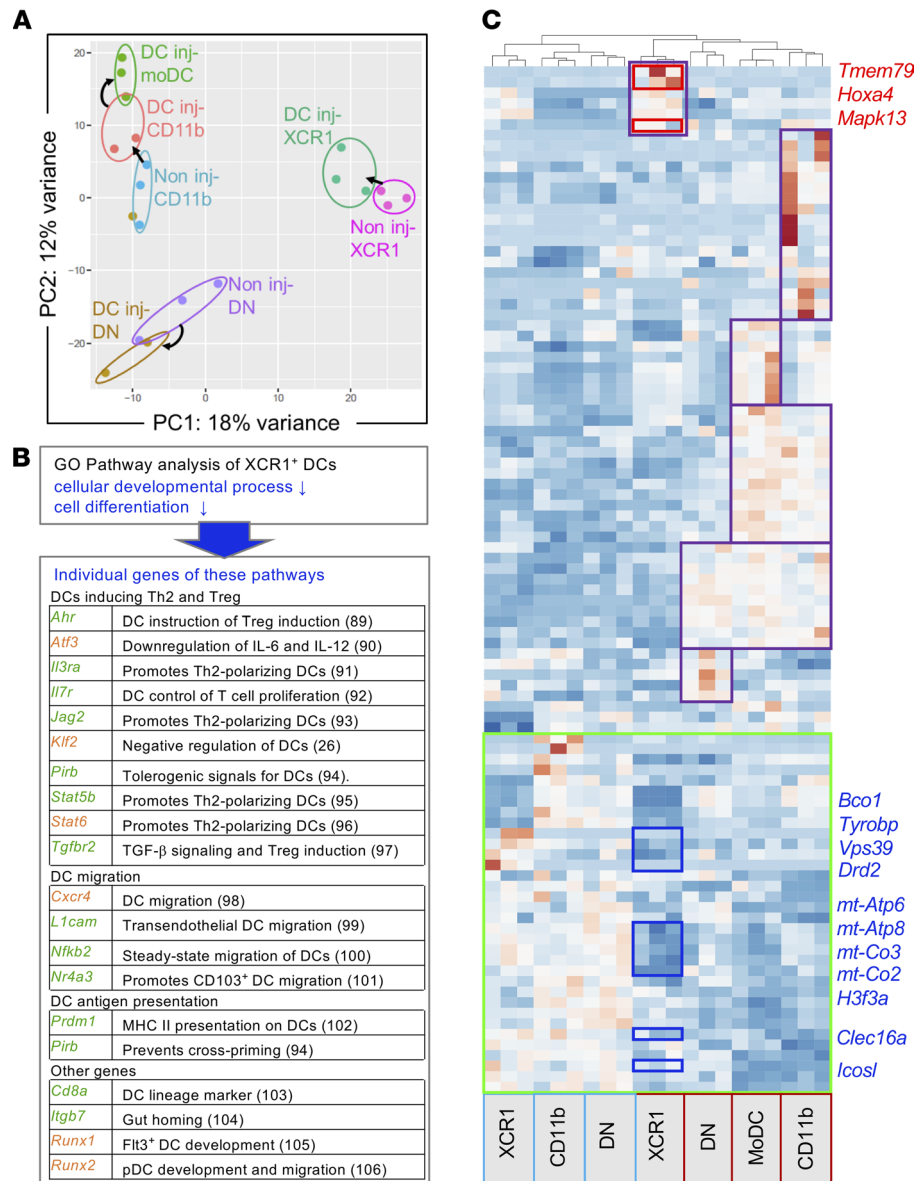 A
PC2: 12% variance
20
10
0
−10
−20
−10
0
10
20
PC1: 18% variance
DC inj-
moDC
DC inj-
CD11b
Non inj-
CD11b
DC inj-
XCR1
Non inj-
XCR1
DC inj-
DN
Non inj-
DN
B
GO Pathway analysis of XCR1+ DCs
cellular developmental process ↓
cell differentiation ↓
Individual genes of these pathways
DCs inducing Th2 and Treg
Ahr DC instruction of Treg induction (89)
Atf3 Downregulation of IL-6 and IL-12 (90)
Il3ra Promotes Th2-polarizing DCs (91)
Il7r DC control of T cell proliferation (92)
Jag2 Promotes Th2-polarizing DCs (93)
Klf2 Negative regulation of DCs (26)
Pirb Tolerogenic signals for DCs (94).
Stat5b Promotes Th2-polarizing DCs (95)
Stat6 Promotes Th2-polarizing DCs (96)
Tgfbr2 TGF-β signaling and Treg induction (97)
DC migration
Cxcr4 DC migration (98)
L1cam Transendothelial DC migration (99)
Nfkb2 Steady-state migration of DCs (100)
Nr4a3 Promotes CD103+ DC migration (101)
DC antigen presentation
Prdm1 MHC II presentation on DCs (102)
Pirb Prevents cross-priming (94)
Other genes
Cd8a DC lineage marker (103)
Itgb7 Gut homing (104)
Runx1 Flt3+ DC development (105)
Runx2 pDC development and migration (106)
C
Tmem79
Hoxa4
Mapk13
Bco1
Tyrobp
Vps39
Drd2
mt-Atp6
mt-Atp8
mt-Co3
mt-Co2
H3f3a
Clec16a
Icosl
XCR1
CD11b
DN
XCR1
DN
MoDC
CD11b